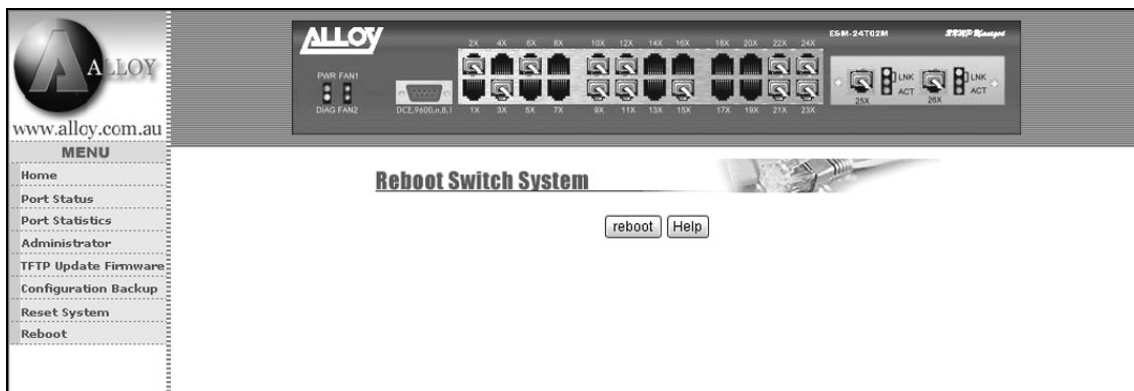 ALLOY
www.alloy.com.au
MENU
Home
Port Status
Port Statistics
Administrator
TFTP Update Firmware
Configuration Backup
Reset System
Reboot
ALLOY
PWR FAN1
DIAG FAN2
DCE,9600,n,8,1
2X 4X 6X 8X 10X 12X 14X 16X 18X 20X 22X 24X
1X 3X 5X 7X 9X 11X 13X 15X 17X 19X 21X 23X
SNMP Managed
LNK
ACT
25X
LNK
ACT
26X
Reboot Switch System
reboot Help